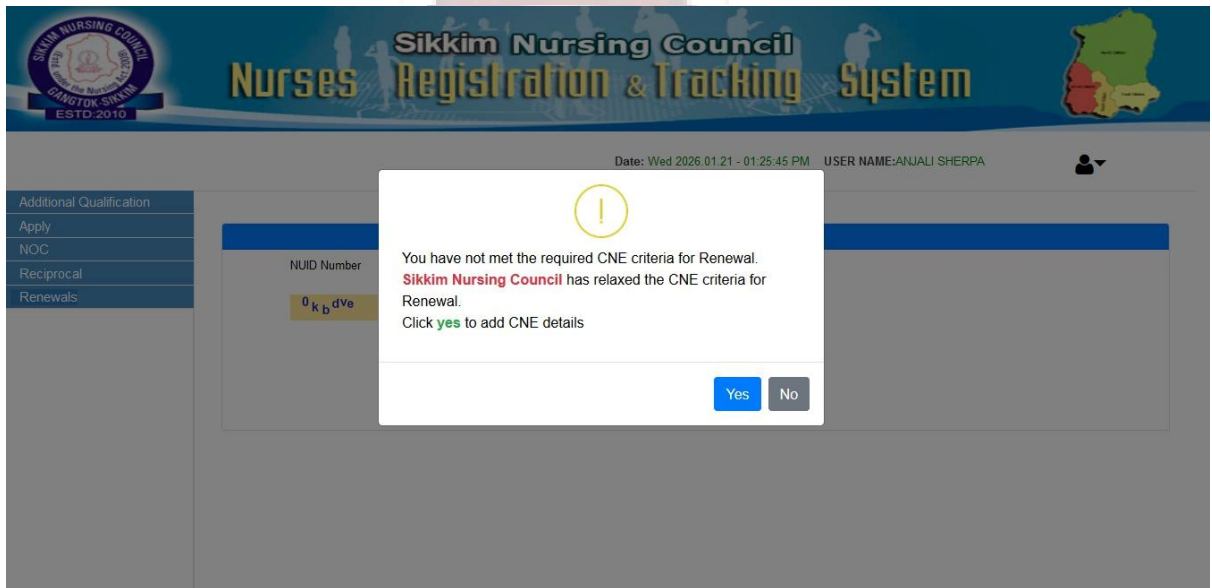 SIKKIM NURSING COUNCIL
GANGTOK-SIKKIM
ESTD:2010
Sikkim Nursing Council
Nurses Registration & Tracking System
Date: Wed 2026.01.21 - 01:25:45 PM USER NAME:ANJALI SHERPA
Additional Qualification
Apply
NOC
Reciprocal
Renewals
NUID Number
0kbdve
You have not met the required CNE criteria for Renewal.
Sikkim Nursing Council has relaxed the CNE criteria for
Renewal.
Click yes to add CNE details
Yes No